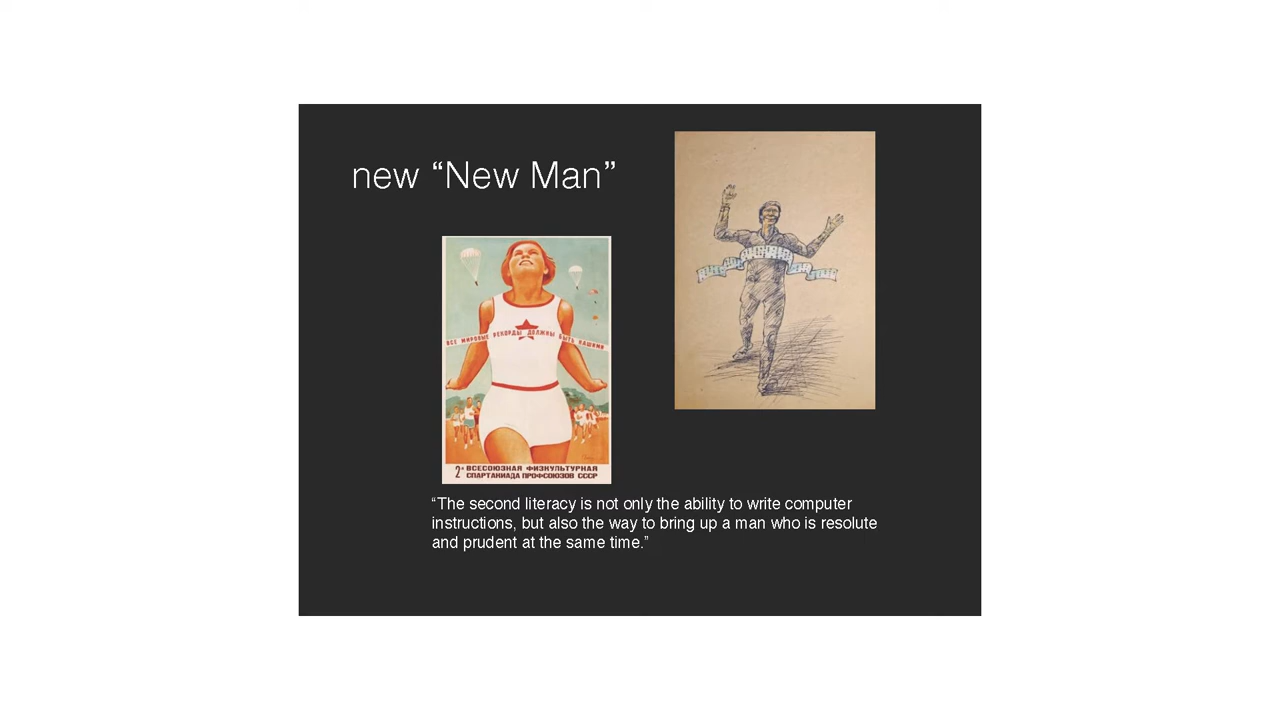 new “New Man”
ВСЕ МИРОВЫЕ РЕКОРДЫ ДОЛЖНЫ БЫТЬ НАШИМИ
2я ВСЕСОЮЗНАЯ ФИЗКУЛЬТУРНАЯ
СПАРТАКИАДА ПРОФСОЮЗОВ СССР
“The second literacy is not only the ability to write computer
instructions, but also the way to bring up a man who is resolute
and prudent at the same time.”